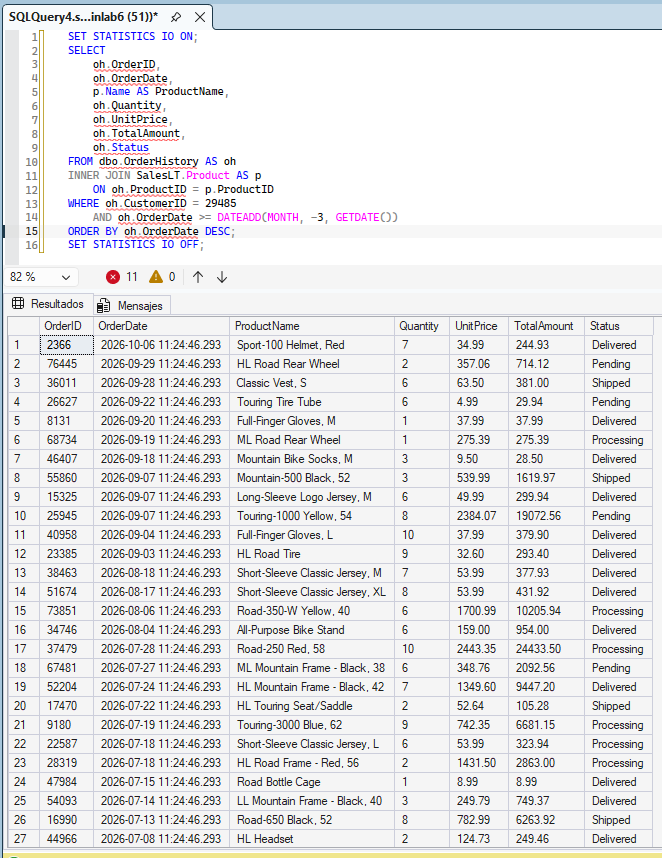 SQLQuery4.s...inlab6 (51))*
1 SET STATISTICS IO ON;
2 SELECT
3 oh.OrderID,
4 oh.OrderDate,
5 p.Name AS ProductName,
6 oh.Quantity,
7 oh.UnitPrice,
8 oh.TotalAmount,
9 oh.Status
10 FROM dbo.OrderHistory AS oh
11 INNER JOIN SalesLT.Product AS p
12 ON oh.ProductID = p.ProductID
13 WHERE oh.CustomerID = 29485
14 AND oh.OrderDate >= DATEADD(MONTH, -3, GETDATE())
15 ORDER BY oh.OrderDate DESC;
16 SET STATISTICS IO OFF;
82 % 11 0
Resultados Mensajes
OrderID OrderDate ProductName Quantity UnitPrice TotalAmount Status
1 2366 2026-10-06 11:24:46.293 Sport-100 Helmet, Red 7 34.99 244.93 Delivered
2 76445 2026-09-29 11:24:46.293 HL Road Rear Wheel 2 357.06 714.12 Pending
3 36011 2026-09-28 11:24:46.293 Classic Vest, S 6 63.50 381.00 Shipped
4 26627 2026-09-22 11:24:46.293 Touring Tire Tube 6 4.99 29.94 Pending
5 8131 2026-09-20 11:24:46.293 Full-Finger Gloves, M 1 37.99 37.99 Delivered
6 68734 2026-09-19 11:24:46.293 ML Road Rear Wheel 1 275.39 275.39 Processing
7 46407 2026-09-18 11:24:46.293 Mountain Bike Socks, M 3 9.50 28.50 Delivered
8 55860 2026-09-07 11:24:46.293 Mountain-500 Black, 52 3 539.99 1619.97 Shipped
9 15325 2026-09-07 11:24:46.293 Long-Sleeve Logo Jersey, M 6 49.99 299.94 Delivered
10 25945 2026-09-07 11:24:46.293 Touring-1000 Yellow, 54 8 2384.07 19072.56 Pending
11 40958 2026-09-04 11:24:46.293 Full-Finger Gloves, L 10 37.99 379.90 Delivered
12 23385 2026-09-03 11:24:46.293 HL Road Tire 9 32.60 293.40 Delivered
13 38463 2026-08-18 11:24:46.293 Short-Sleeve Classic Jersey, M 7 53.99 377.93 Delivered
14 51674 2026-08-17 11:24:46.293 Short-Sleeve Classic Jersey, XL 8 53.99 431.92 Delivered
15 73851 2026-08-06 11:24:46.293 Road-350-W Yellow, 40 6 1700.99 10205.94 Processing
16 34746 2026-08-04 11:24:46.293 All-Purpose Bike Stand 6 159.00 954.00 Delivered
17 37479 2026-07-28 11:24:46.293 Road-250 Red, 58 10 2443.35 24433.50 Processing
18 67481 2026-07-27 11:24:46.293 ML Mountain Frame - Black, 38 6 348.76 2092.56 Pending
19 52204 2026-07-24 11:24:46.293 HL Mountain Frame - Black, 42 7 1349.60 9447.20 Delivered
20 17470 2026-07-22 11:24:46.293 HL Touring Seat/Saddle 2 52.64 105.28 Shipped
21 9180 2026-07-19 11:24:46.293 Touring-3000 Blue, 62 9 742.35 6681.15 Processing
22 22587 2026-07-18 11:24:46.293 Short-Sleeve Classic Jersey, L 6 53.99 323.94 Processing
23 28319 2026-07-18 11:24:46.293 HL Road Frame - Red, 56 2 1431.50 2863.00 Processing
24 47984 2026-07-15 11:24:46.293 Road Bottle Cage 1 8.99 8.99 Delivered
25 54093 2026-07-14 11:24:46.293 LL Mountain Frame - Black, 40 3 249.79 749.37 Delivered
26 16990 2026-07-13 11:24:46.293 Road-650 Black, 52 8 782.99 6263.92 Shipped
27 44966 2026-07-08 11:24:46.293 HL Headset 2 124.73 249.46 Delivered